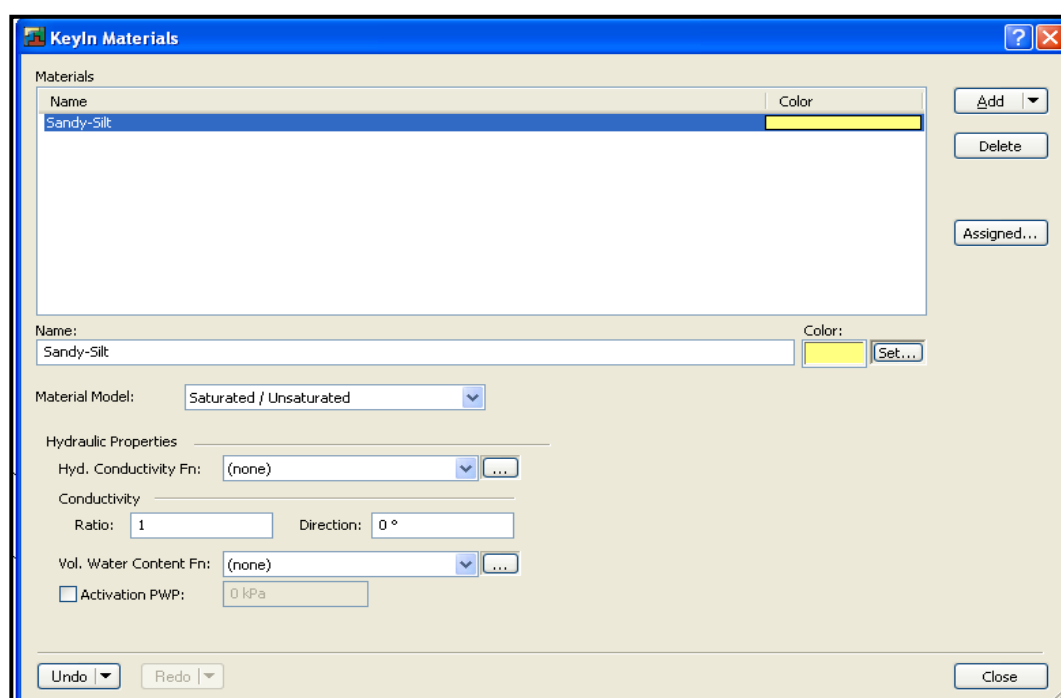 KeyIn Materials
Materials
Name Color
Add
Sandy-Silt
Delete
Assigned...
Name: Color:
Sandy-Silt Set...
Material Model: Saturated / Unsaturated
Hydraulic Properties
Hyd. Conductivity Fn: (none) ...
Conductivity
Ratio: 1 Direction: 0 °
Vol. Water Content Fn: (none) ...
Activation PWP: 0 kPa
Undo Redo Close